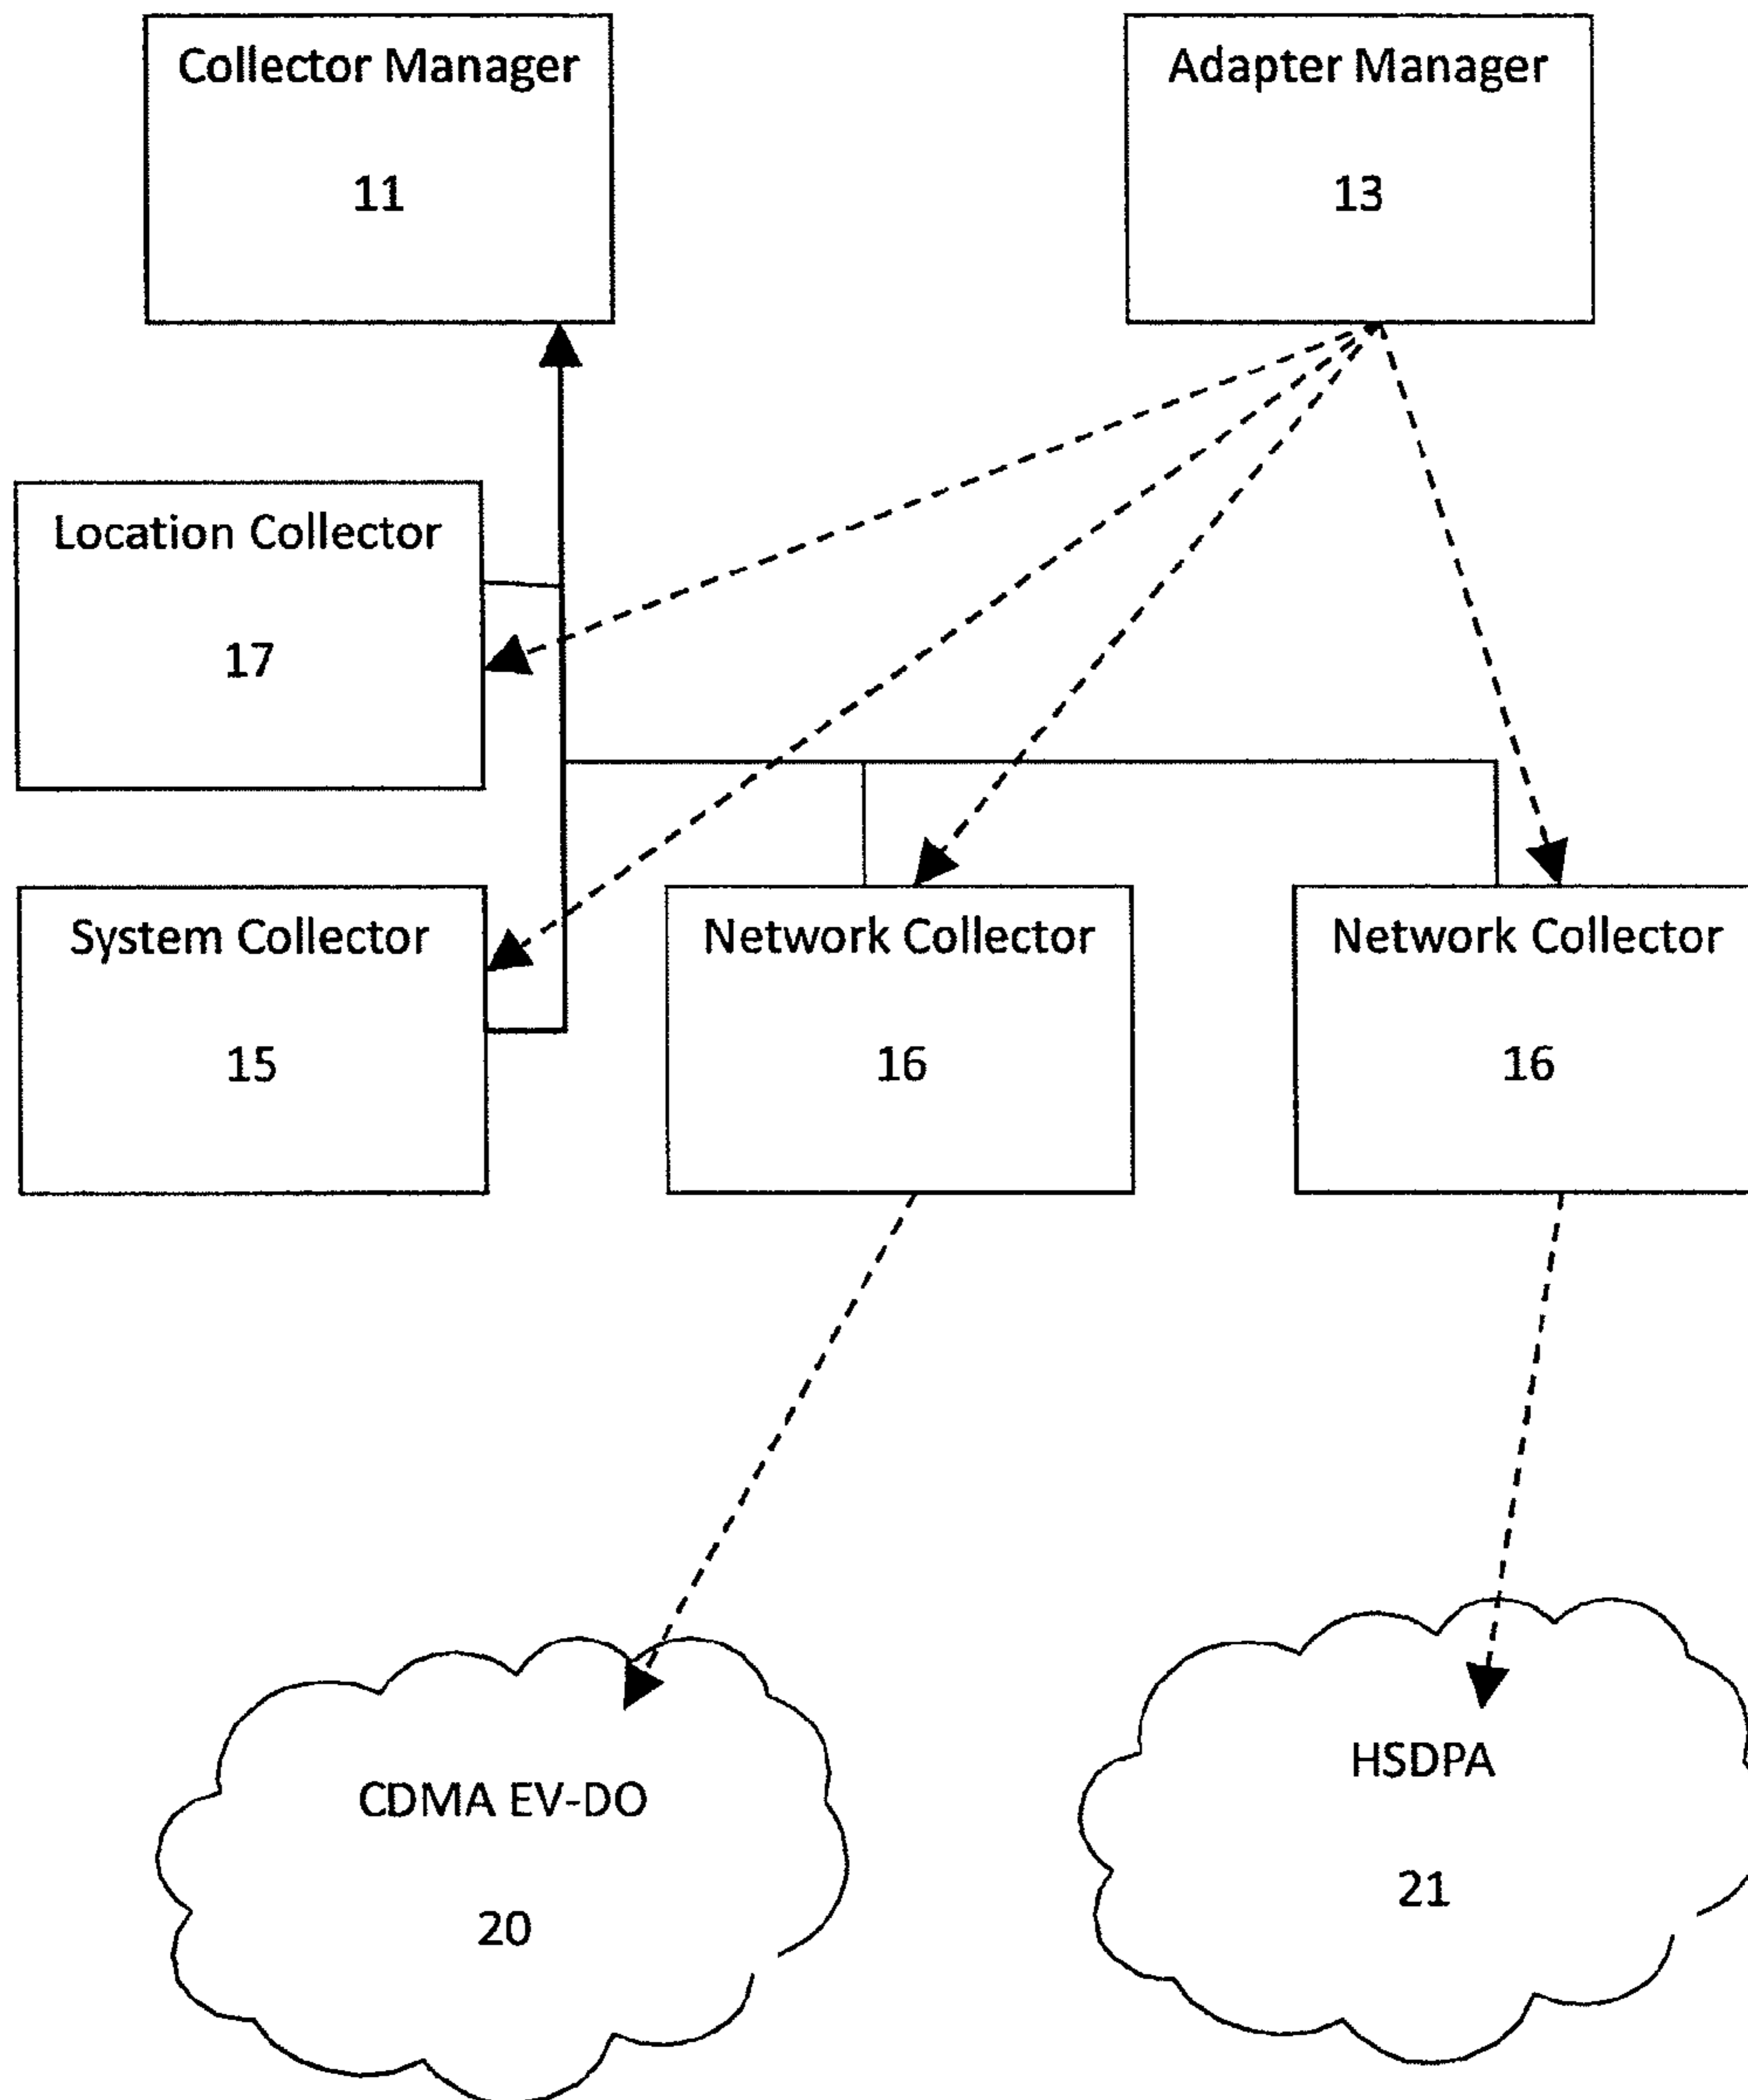 Collector Manager
11
Adapter Manager
13
Location Collector
17
System Collector
15
Network Collector
16
Network Collector
16
CDMA EV-DO
20
HSDPA
21